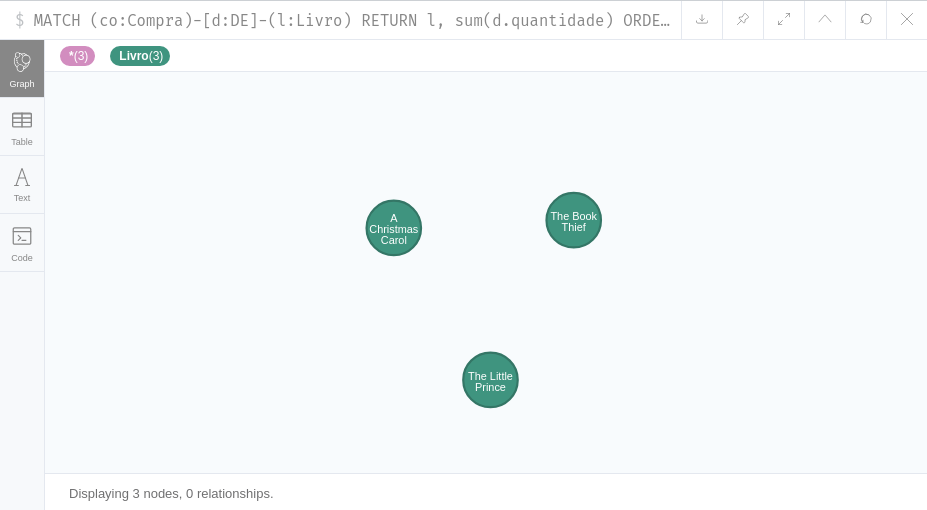 $ MATCH (co:Compra)-[d:DE]-(l:Livro) RETURN l, sum(d.quantidade) ORDE…
*(3) Livro(3)
Graph
Table
Text
Code
A
Christmas
Carol
The Book
Thief
The Little
Prince
Displaying 3 nodes, 0 relationships.